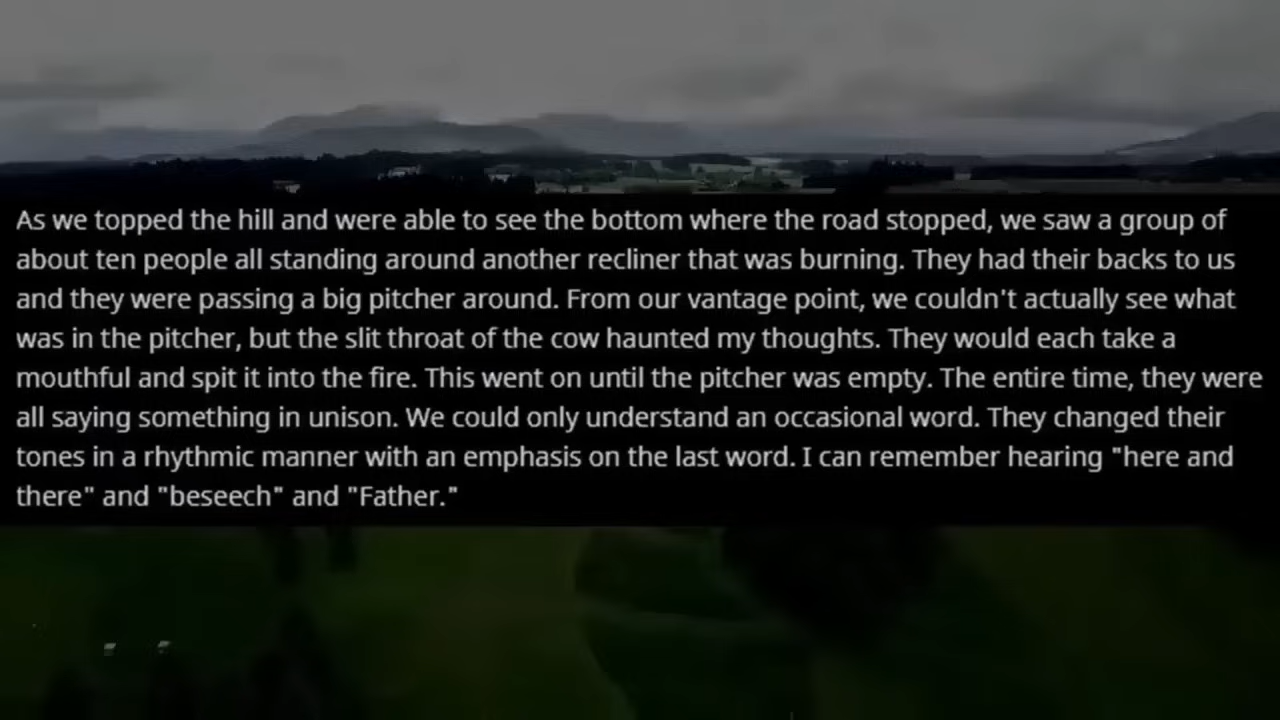 As we topped the hill and were able to see the bottom where the road stopped, we saw a group of
about ten people all standing around another recliner that was burning. They had their backs to us
and they were passing a big pitcher around. From our vantage point, we couldn't actually see what
was in the pitcher, but the slit throat of the cow haunted my thoughts. They would each take a
mouthful and spit it into the fire. This went on until the pitcher was empty. The entire time, they were
all saying something in unison. We could only understand an occasional word. They changed their
tones in a rhythmic manner with an emphasis on the last word. I can remember hearing "here and
there" and "beseech" and "Father."